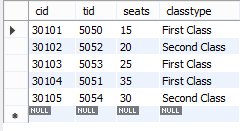 cid tid seats classtype
30101 5050 15 First Class
30102 5052 20 Second Class
30103 5053 25 First Class
30104 5051 35 First Class
30105 5054 30 Second Class
NULL NULL NULL NULL